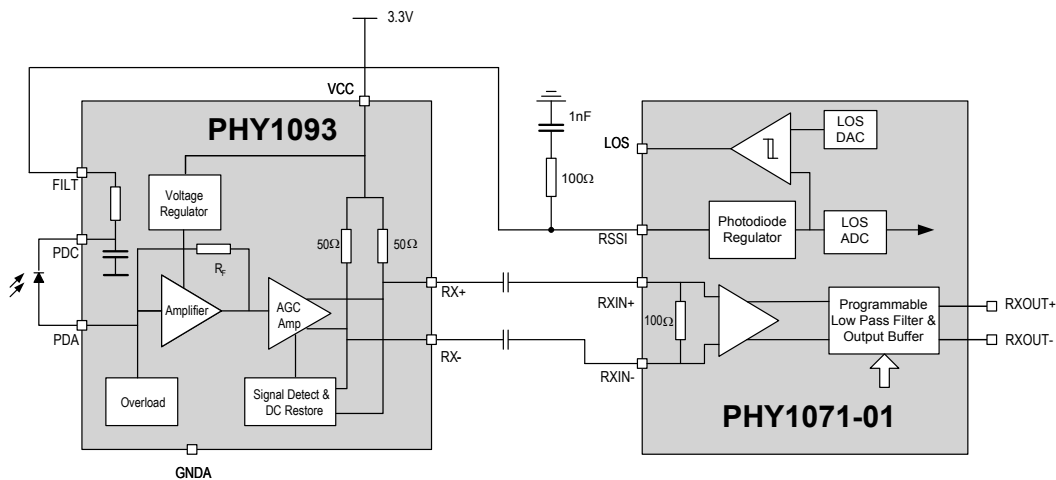 3.3V
VCC
PHY1093
FILT
Voltage
Regulator
PDC
50Ω
50Ω
RF
Amplifier
AGC
Amp
RX+
RX-
PDA
Overload
Signal Detect &
DC Restore
GNDA
1nF
100Ω
LOS
LOS
DAC
RSSI
Photodiode
Regulator
LOS
ADC
RXIN+
100Ω
RXIN-
Programmable
Low Pass Filter &
Output Buffer
RXOUT+
RXOUT-
PHY1071-01